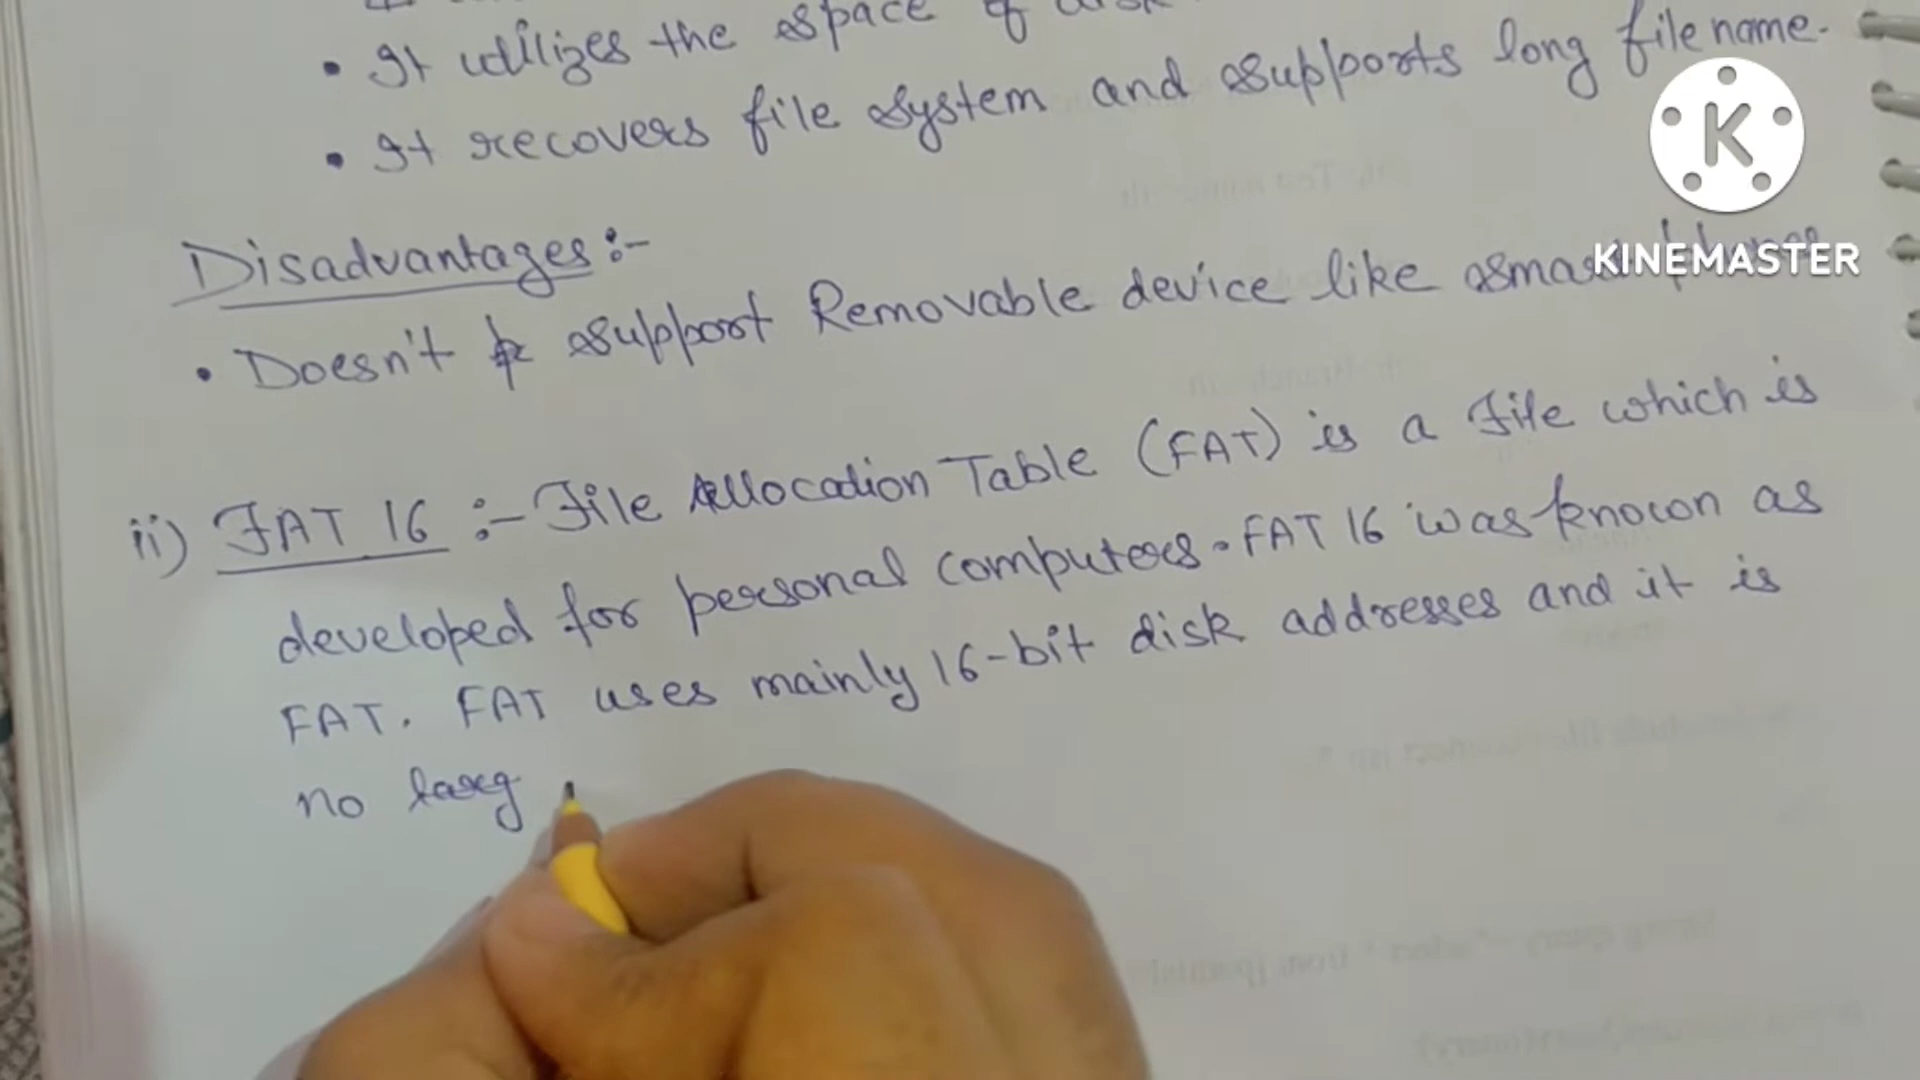 • It utilizes the space of disk
• It recovers file system and supports long filename.
KINEMASTER
Disadvantages :-
• Doesn't support Removable device like
ii) FAT 16 :- File Allocation Table (FAT) is a file which is
developed for personal computers. FAT 16 was known as
FAT. FAT uses mainly 16-bit disk addresses and it is
no larg